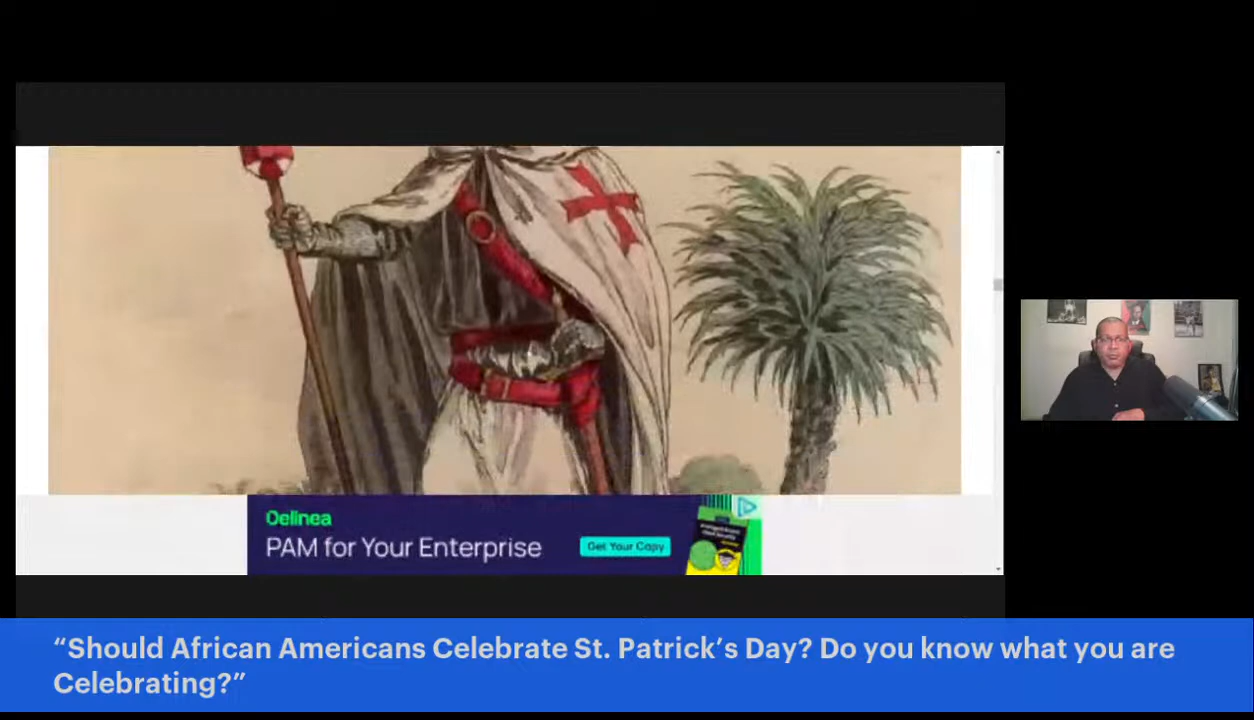 Delinea
PAM for Your Enterprise
Get Your Copy
“Should African Americans Celebrate St. Patrick’s Day? Do you know what you are
Celebrating?”